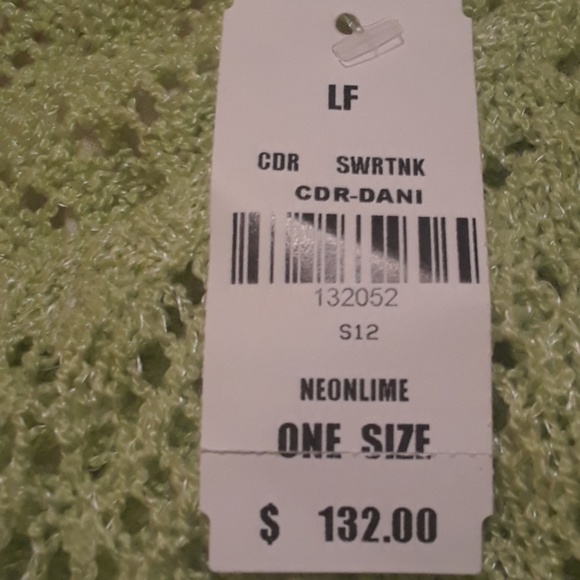 LF
CDR SWRTNK
CDR-DANI
132052
S12
NEONLIME
ONE SIZE
$ 132.00